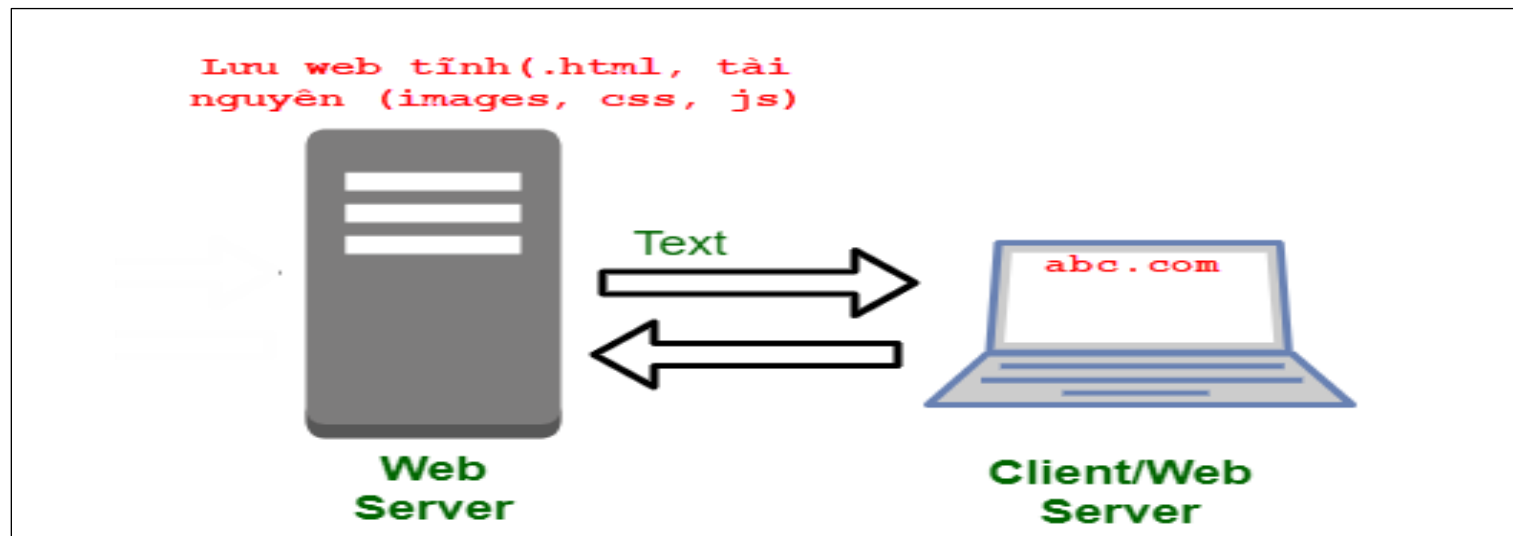 Lưu web tĩnh(.html, tài
nguyên (images, css, js)
Text
abc.com
Web
Server
Client/Web
Server